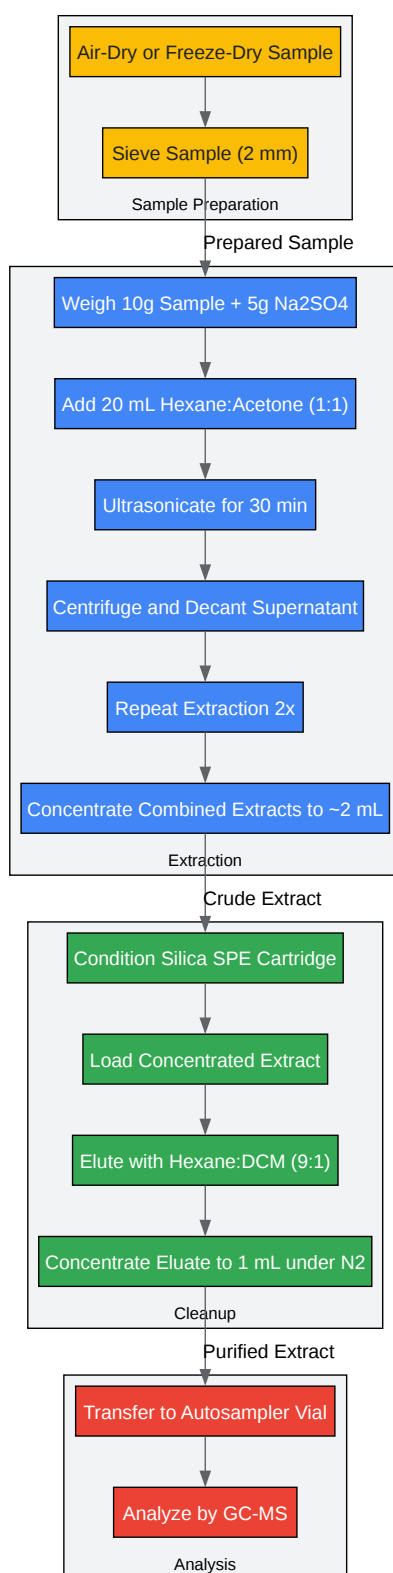 Air-Dry or Freeze-Dry Sample
Sieve Sample (2 mm)
Sample Preparation
Prepared Sample
Weigh 10g Sample + 5g Na2SO4
Add 20 mL Hexane:Acetone (1:1)
Ultrasonicate for 30 min
Centrifuge and Decant Supernatant
Repeat Extraction 2x
Concentrate Combined Extracts to ~2 mL
Extraction
Crude Extract
Condition Silica SPE Cartridge
Load Concentrated Extract
Elute with Hexane:DCM (9:1)
Concentrate Eluate to 1 mL under N2
Cleanup
Purified Extract
Transfer to Autosampler Vial
Analyze by GC-MS
Analysis